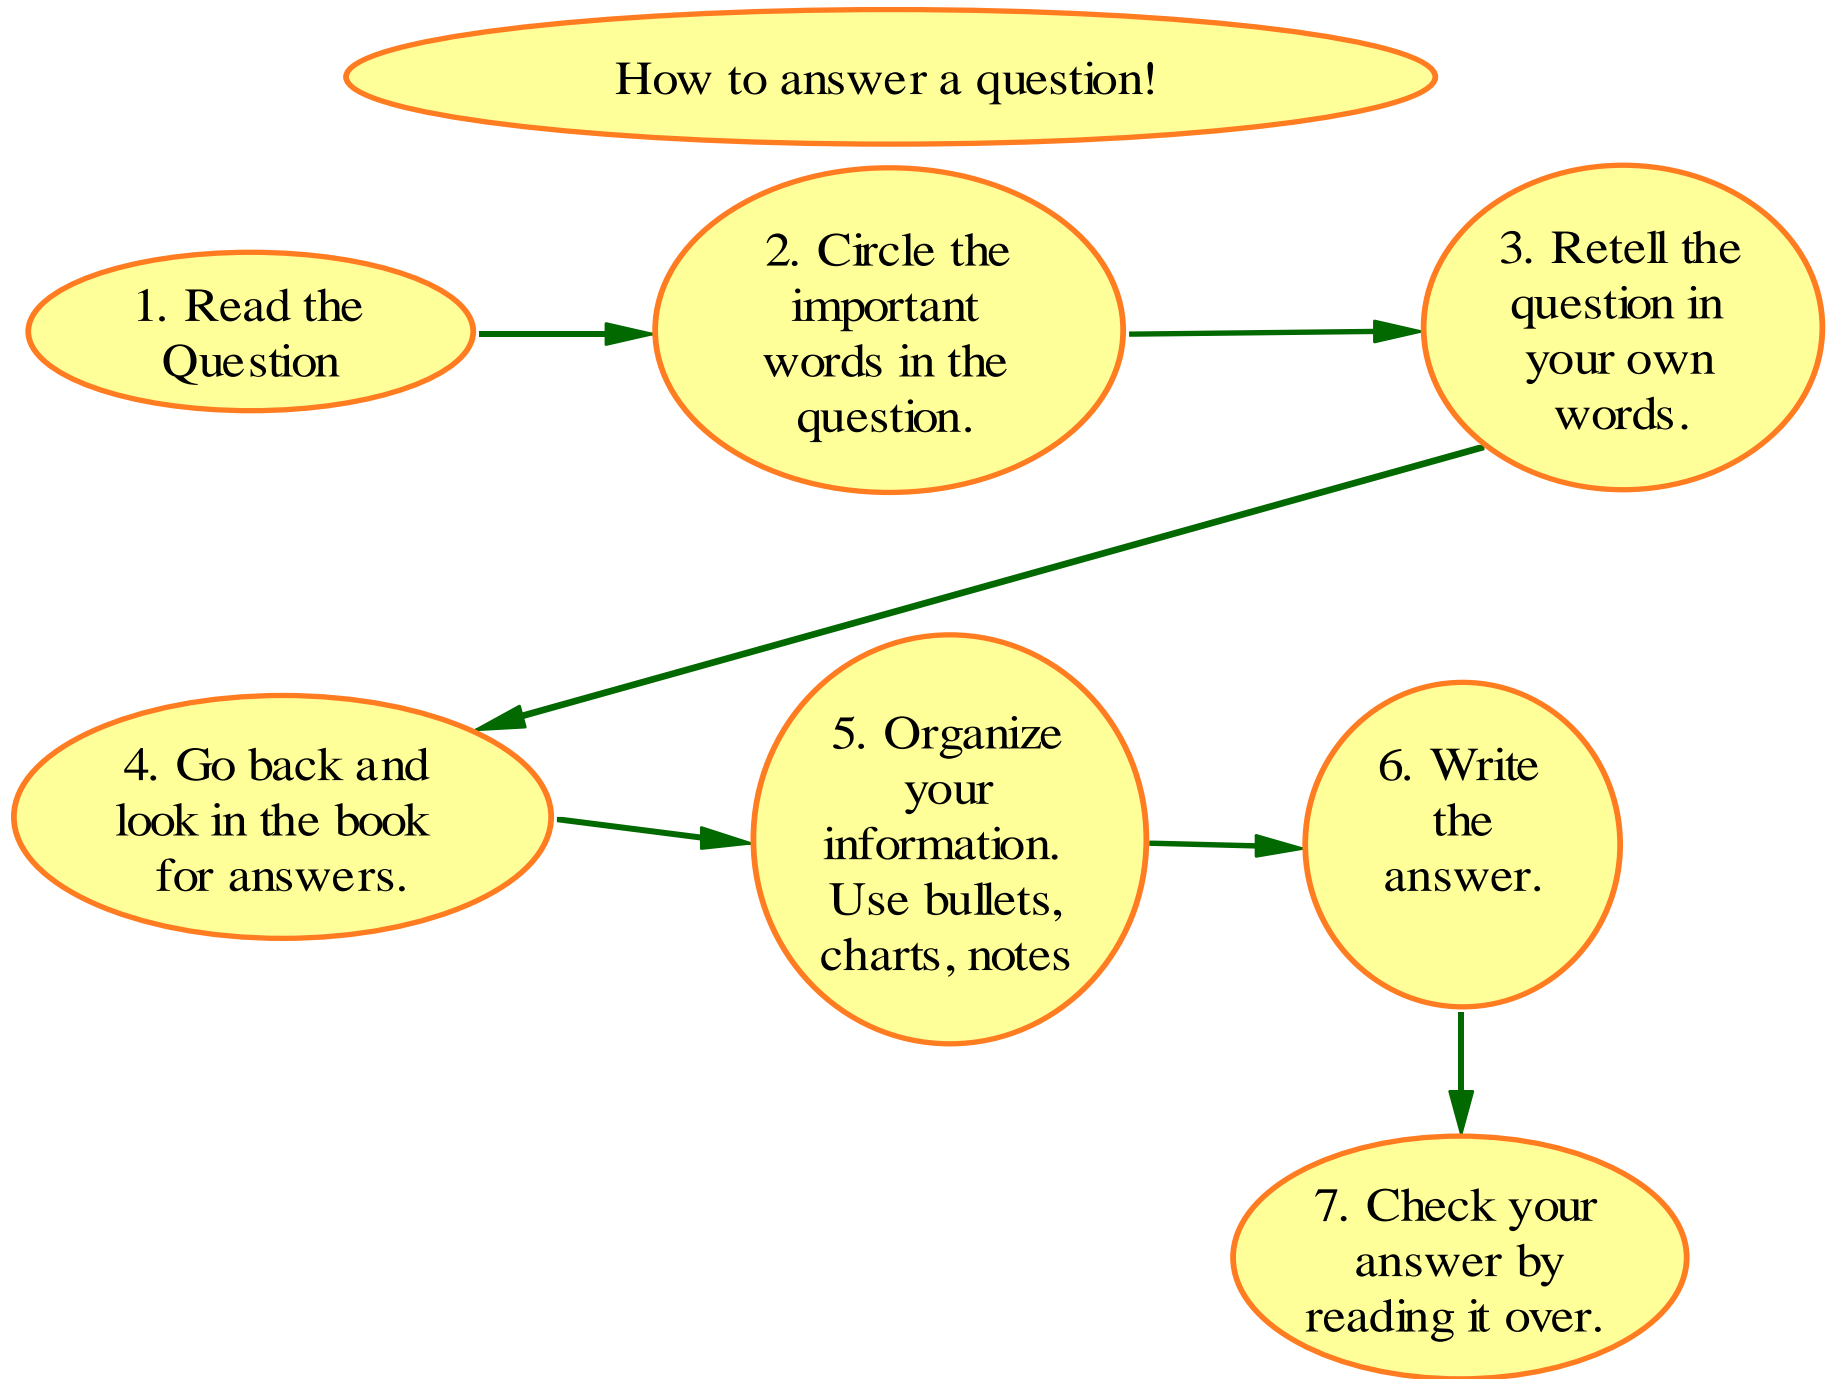 How to answer a question!
1. Read the
Question
2. Circle the
important
words in the
question.
3. Retell the
question in
your own
words.
4. Go back and
look in the book
for answers.
5. Organize
your
information.
Use bullets,
charts, notes
6. Write
the
answer.
7. Check your
answer by
reading it over.